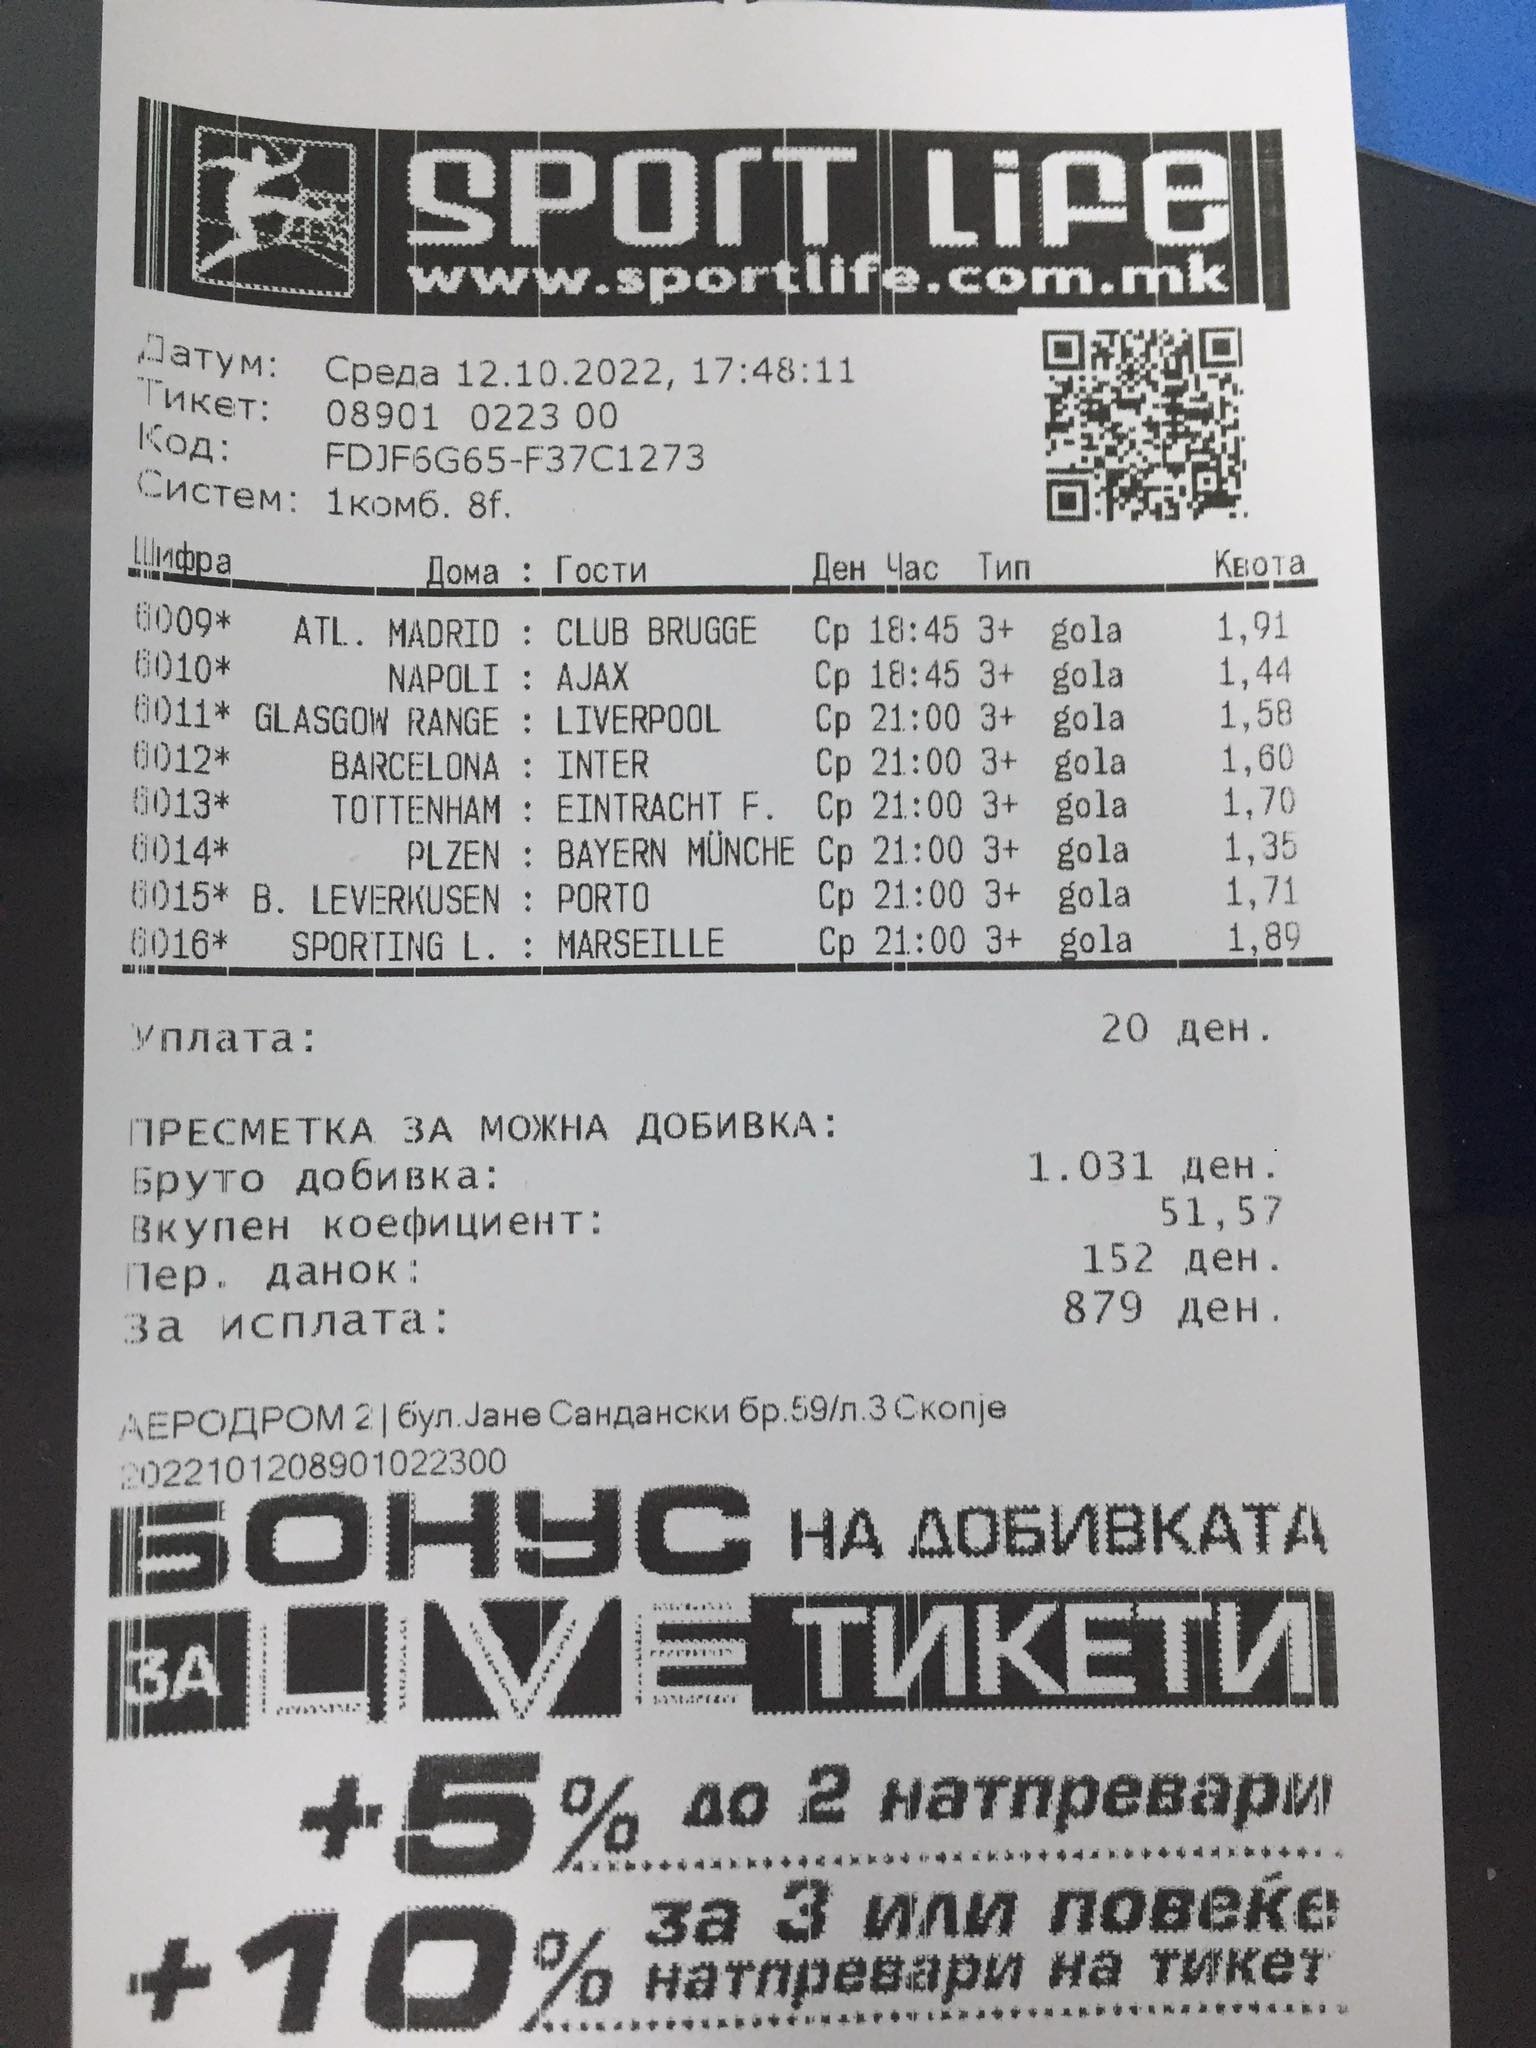 SPORT LIFE
www.sportlife.com.mk
Датум: Среда 12.10.2022, 17:48:11
Тикет: 08901 0223 00
Код: FDJF6G65-F37C1273
Систем: 1комб. 8f.
Шифра Дома : Гости Ден Час Тип Квота
6009* ATL. MADRID : CLUB BRUGGE Ср 18:45 3+ gola 1,91
6010* NAPOLI : AJAX Ср 18:45 3+ gola 1,44
6011* GLASGOW RANGE : LIVERPOOL Ср 21:00 3+ gola 1,58
6012* BARCELONA : INTER Ср 21:00 3+ gola 1,60
6013* TOTTENHAM : EINTRACHT F. Ср 21:00 3+ gola 1,70
6014* PLZEN : BAYERN MÜNCHE Ср 21:00 3+ gola 1,35
6015* B. LEVERKUSEN : PORTO Ср 21:00 3+ gola 1,71
6016* SPORTING L. : MARSEILLE Ср 21:00 3+ gola 1,89
Уплата: 20 ден.
ПРЕСМЕТКА ЗА МОЖНА ДОБИВКА:
Бруто добивка: 1.031 ден.
Вкупен коефициент: 51,57
Пер. данок: 152 ден.
За исплата: 879 ден.
АЕРОДРОМ 2 | бул.Јане Сандански бр.59/л.3 Скопје
2022101208901022300
БОНУС НА ДОБИВКАТА
ЗА LIVE ТИКЕТИ
+5% до 2 натпревари
+10% за 3 или повеќе
натпревари на тикет